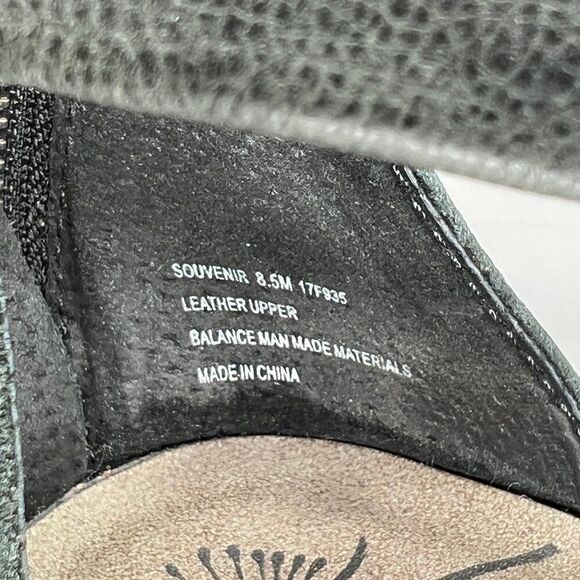 SOUVENIR 8.5M 17F935
LEATHER UPPER
BALANCE MAN MADE MATERIALS
MADE IN CHINA